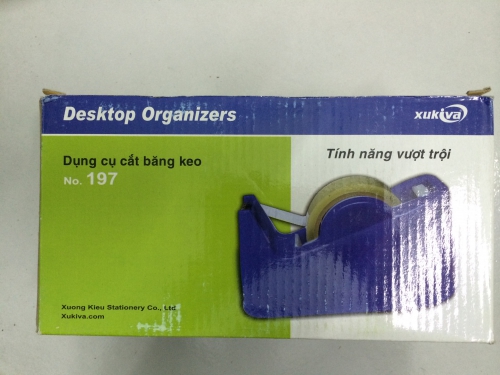 Desktop Organizers
xukiva
Dụng cụ cắt băng keo
No. 197
Tính năng vượt trội
Xuong Kieu Stationery Co., Ltd
Xukiva.com